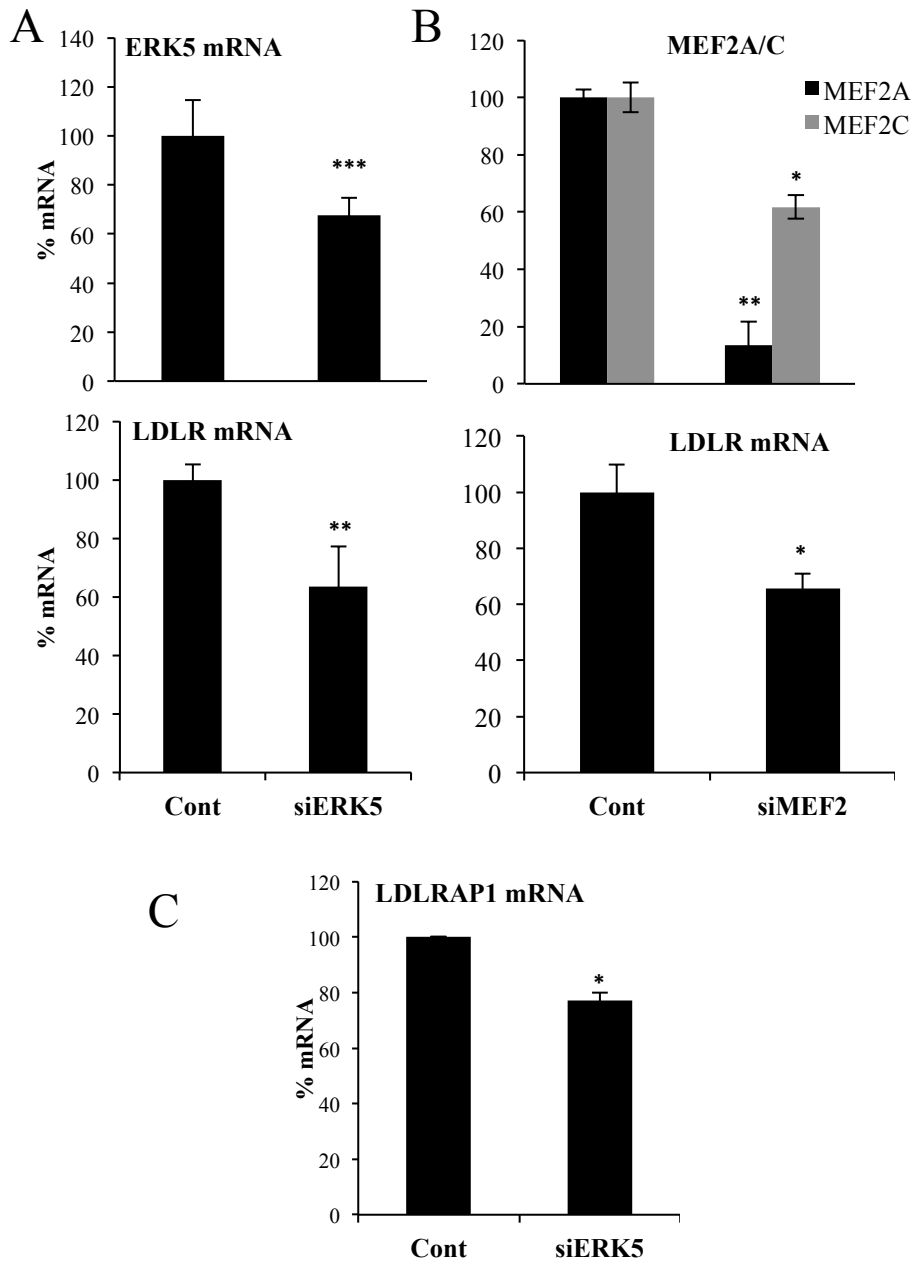 A
ERK5 mRNA
% mRNA
140
120
100
80
60
40
20
0
***
LDLR mRNA
% mRNA
120
100
80
60
40
20
0
**
Cont siERK5
B
MEF2A/C
MEF2A
MEF2C
120
100
80
60
40
20
0
**
*
LDLR mRNA
120
100
80
60
40
20
0
*
Cont siMEF2
C
LDLRAP1 mRNA
% mRNA
120
100
80
60
40
20
0
*
Cont siERK5